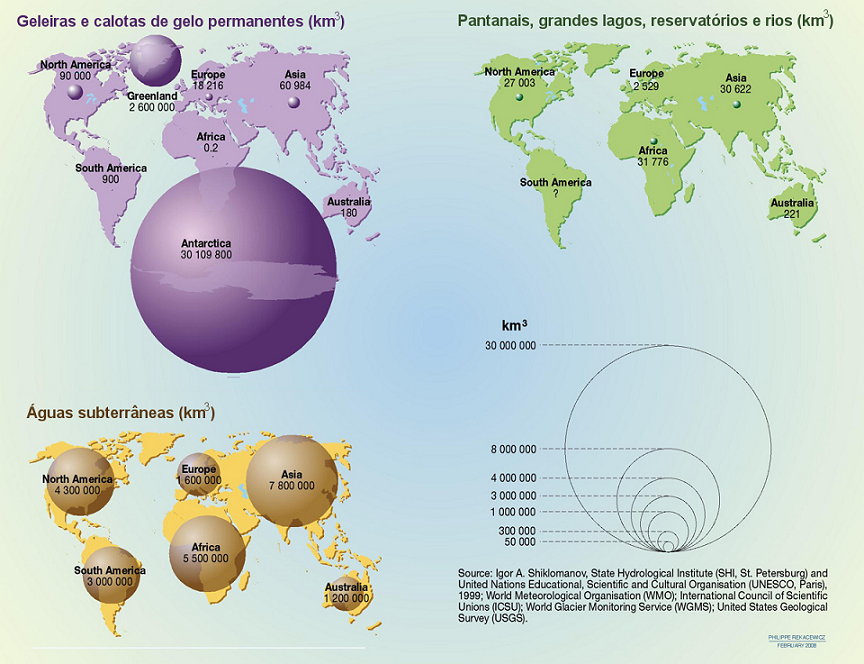 Geleiras e calotas de gelo permanentes (km³)
North America
90 000
Greenland
2 600 000
Europe
18 216
Asia
60 984
Africa
0.2
South America
900
Australia
180
Antarctica
30 109 800
Pantanais, grandes lagos, reservatórios e rios (km³)
North America
27 003
Europe
2 529
Asia
30 622
Africa
31 776
South America
?
Australia
221
Águas subterrâneas (km³)
North America
4 300 000
Europe
1 600 000
Asia
7 800 000
Africa
5 500 000
South America
3 000 000
Australia
1 200 000
km³
30 000 000
8 000 000
4 000 000
3 000 000
1 000 000
300 000
50 000
Source: Igor A. Shiklomanov, State Hydrological Institute (SHI, St. Petersburg) and
United Nations Educational, Scientific and Cultural Organisation (UNESCO, Paris),
1999; World Meteorological Organisation (WMO); International Council of Scientific
Unions (ICSU); World Glacier Monitoring Service (WGMS); United States Geological
Survey (USGS).
PHILIPPE REKACEWICZ
FEBRUARY 2008